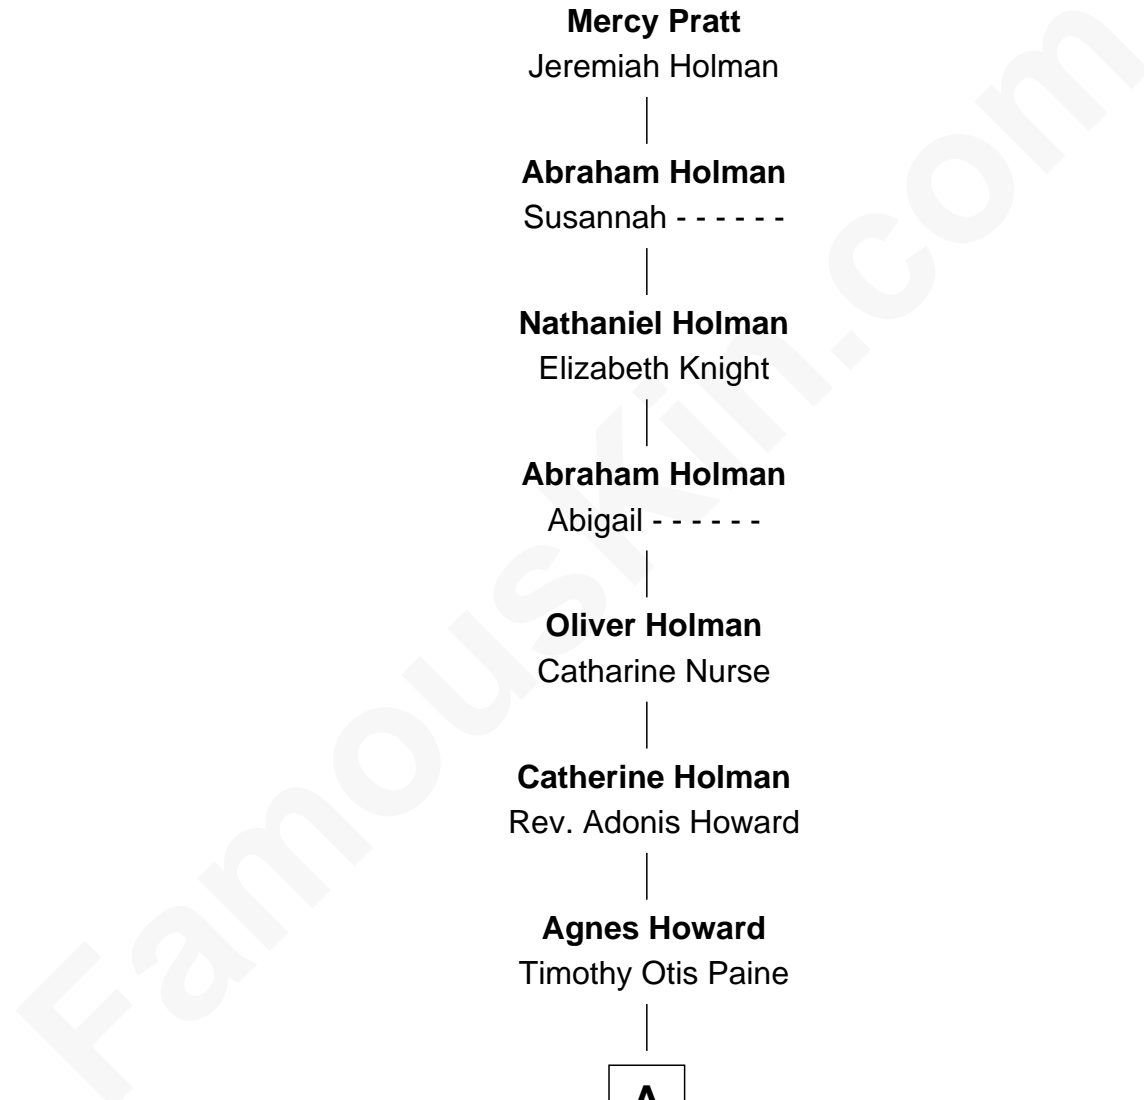 Mercy Pratt
Jeremiah Holman
Abraham Holman
Susannah - - - - - -
Nathaniel Holman
Elizabeth Knight
Abraham Holman
Abigail - - - - - -
Oliver Holman
Catharine Nurse
Catherine Holman
Rev. Adonis Howard
Agnes Howard
Timothy Otis Paine
A
FamousKin.com